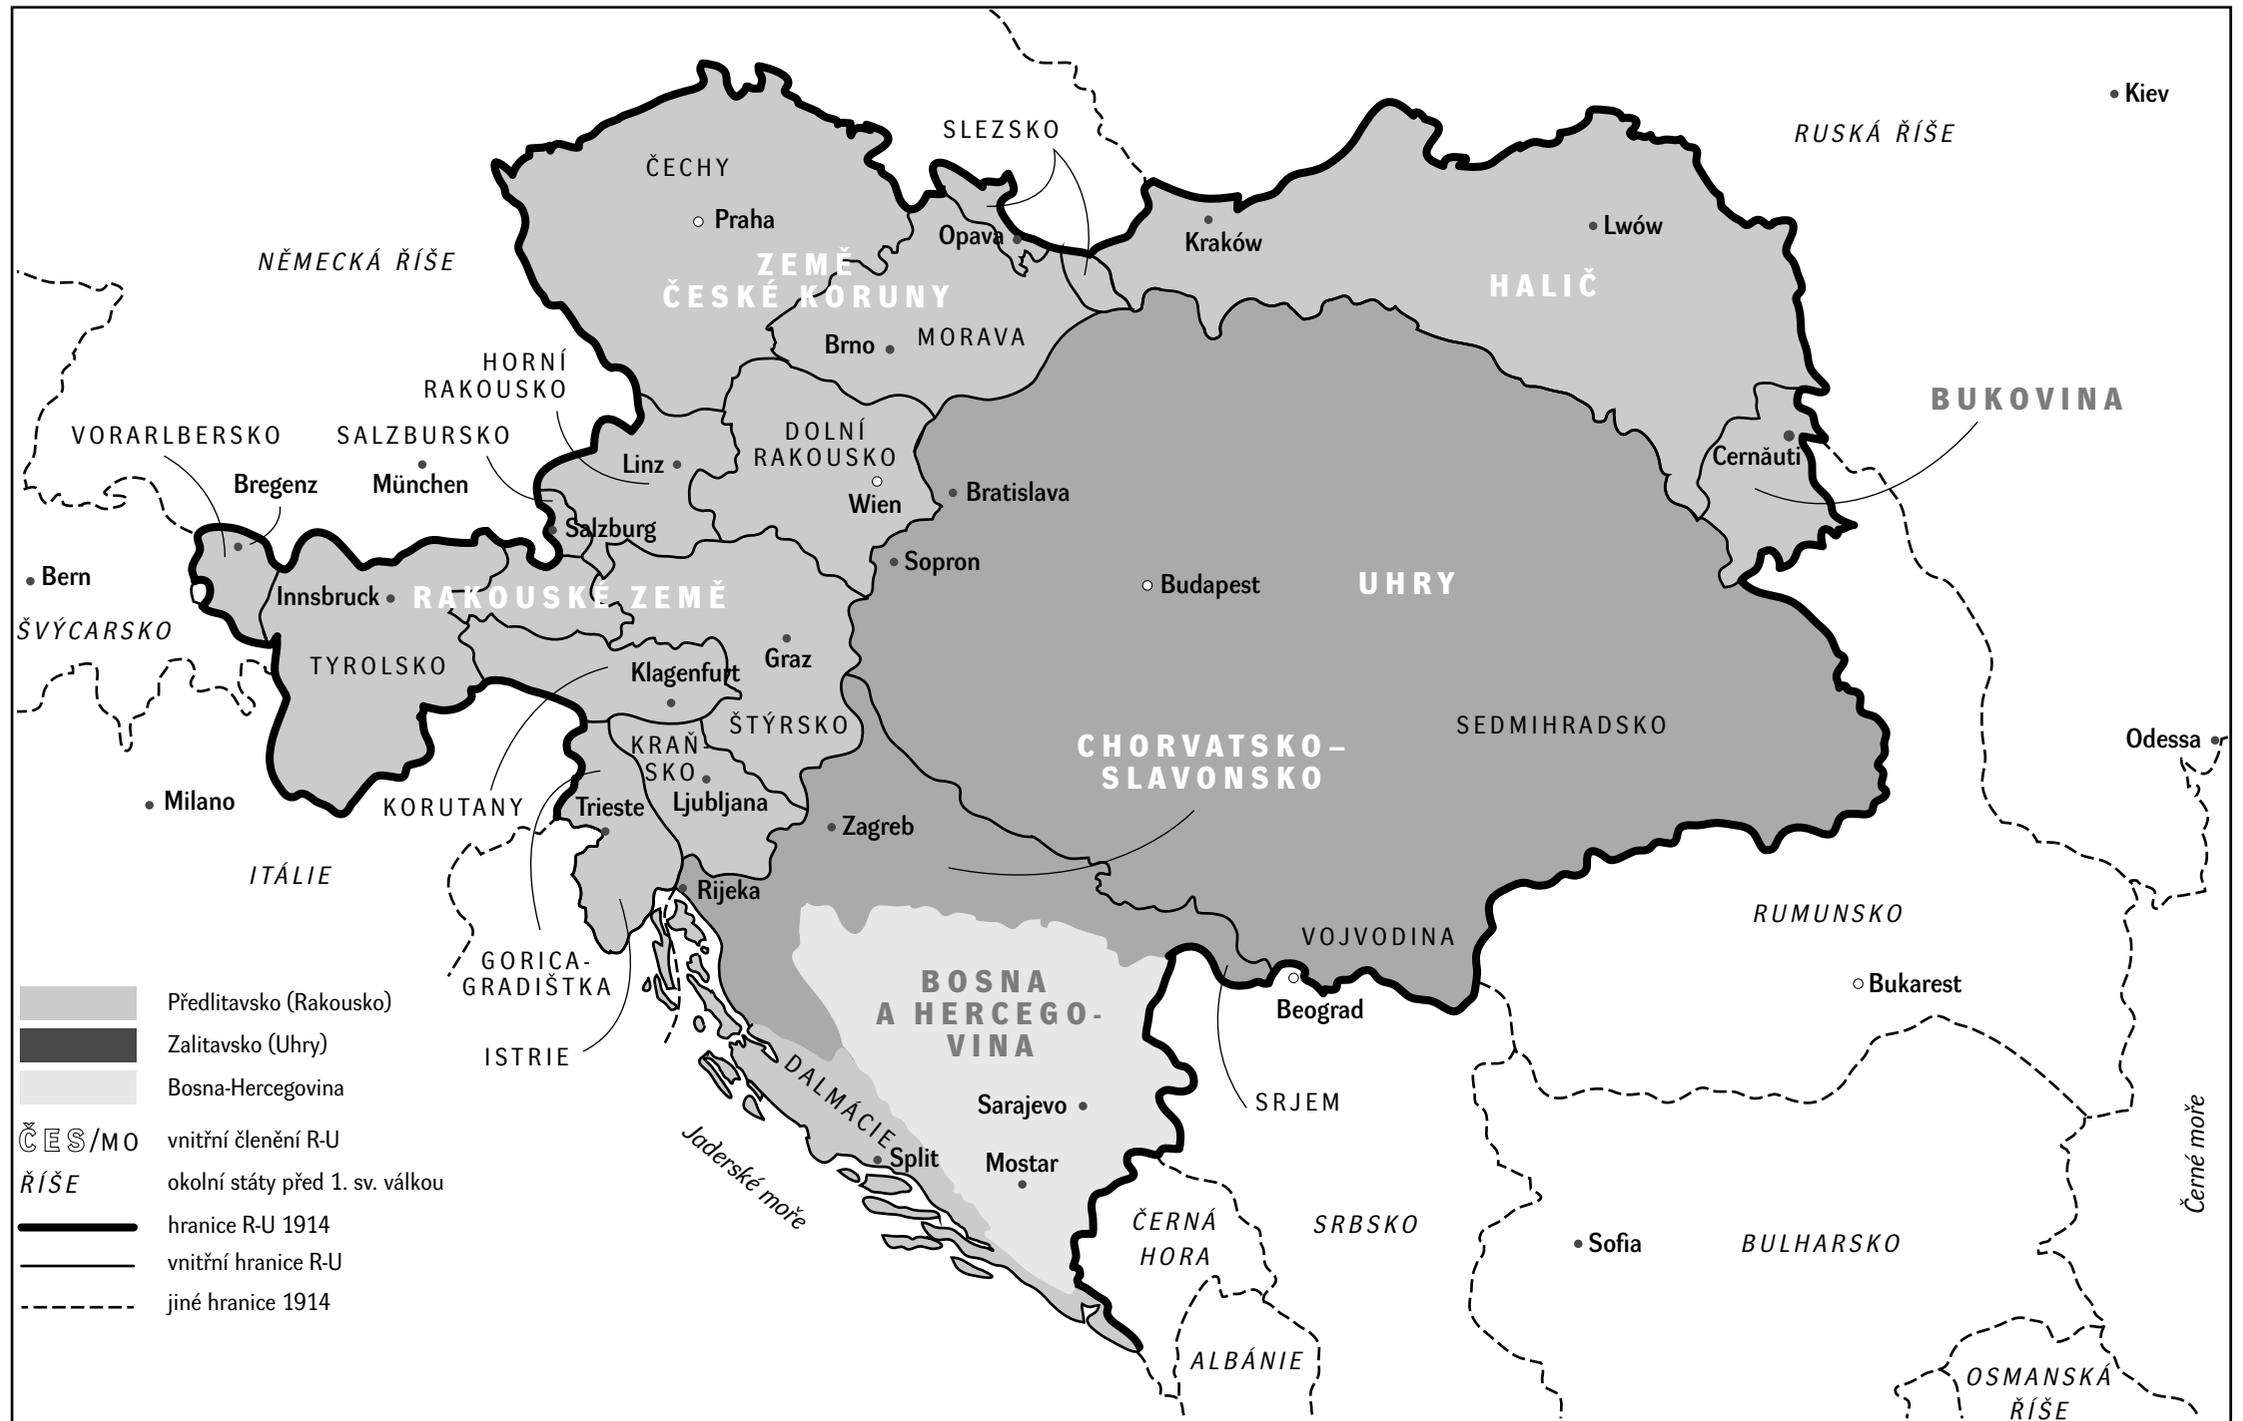 Kiev
RUSKÁ ŘÍŠE
SLEZSKO
ČECHY
Praha
Opava
Kraków
Lwów
NĚMECKÁ ŘÍŠE
ZEMĚ
ČESKÉ KORUNY
HALIČ
Brno
MORAVA
HORNÍ
RAKOUSKO
BUKOVINA
VORARLBERSKO
SALZBURSKO
DOLNÍ
RAKOUSKO
Linz
Cernăuti
Bregenz
München
Wien
Bratislava
Salzburg
Sopron
Bern
Innsbruck
RAKOUSKÉ ZEMĚ
Budapest
UHRY
ŠVÝCARSKO
TYROLSKO
Klagenfurt
Graz
ŠTÝRSKO
SEDMIHRADSKO
KRAŇ-
SKO
CHORVATSKO–
SLAVONSKO
Odessa
Milano
KORUTANY
Trieste
Ljubljana
Zagreb
ITÁLIE
Rijeka
RUMUNSKO
VOJVODINA
GORICA-
GRADIŠTKA
BOSNA
A HERCEGO-
VINA
Bukarest
Beograd
ISTRIE
DALMÁCIE
Sarajevo
SRJEM
Split
Mostar
Jaderské moře
Černé moře
ČERNÁ
HORA
SRBSKO
Sofia
BULHARSKO
ALBÁNIE
OSMANSKÁ
ŘÍŠE
Předlitavsko (Rakousko)
Zalitavsko (Uhry)
Bosna-Hercegovina
ČES/MO vnitřní členění R-U
ŘÍŠE okolní státy před 1. sv. válkou
hranice R-U 1914
vnitřní hranice R-U
jiné hranice 1914